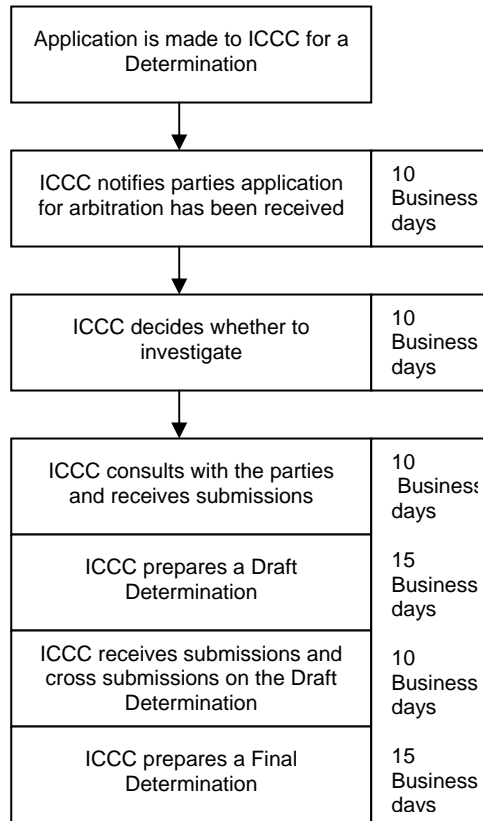 Application is made to ICCC for a
Determination
ICCC notifies parties application
for arbitration has been received
10
Business
days
ICCC decides whether to
investigate
10
Business
days
ICCC consults with the parties
and receives submissions
10
Business
days
ICCC prepares a Draft
Determination
15
Business
days
ICCC receives submissions and
cross submissions on the Draft
Determination
10
Business
days
ICCC prepares a Final
Determination
15
Business
days